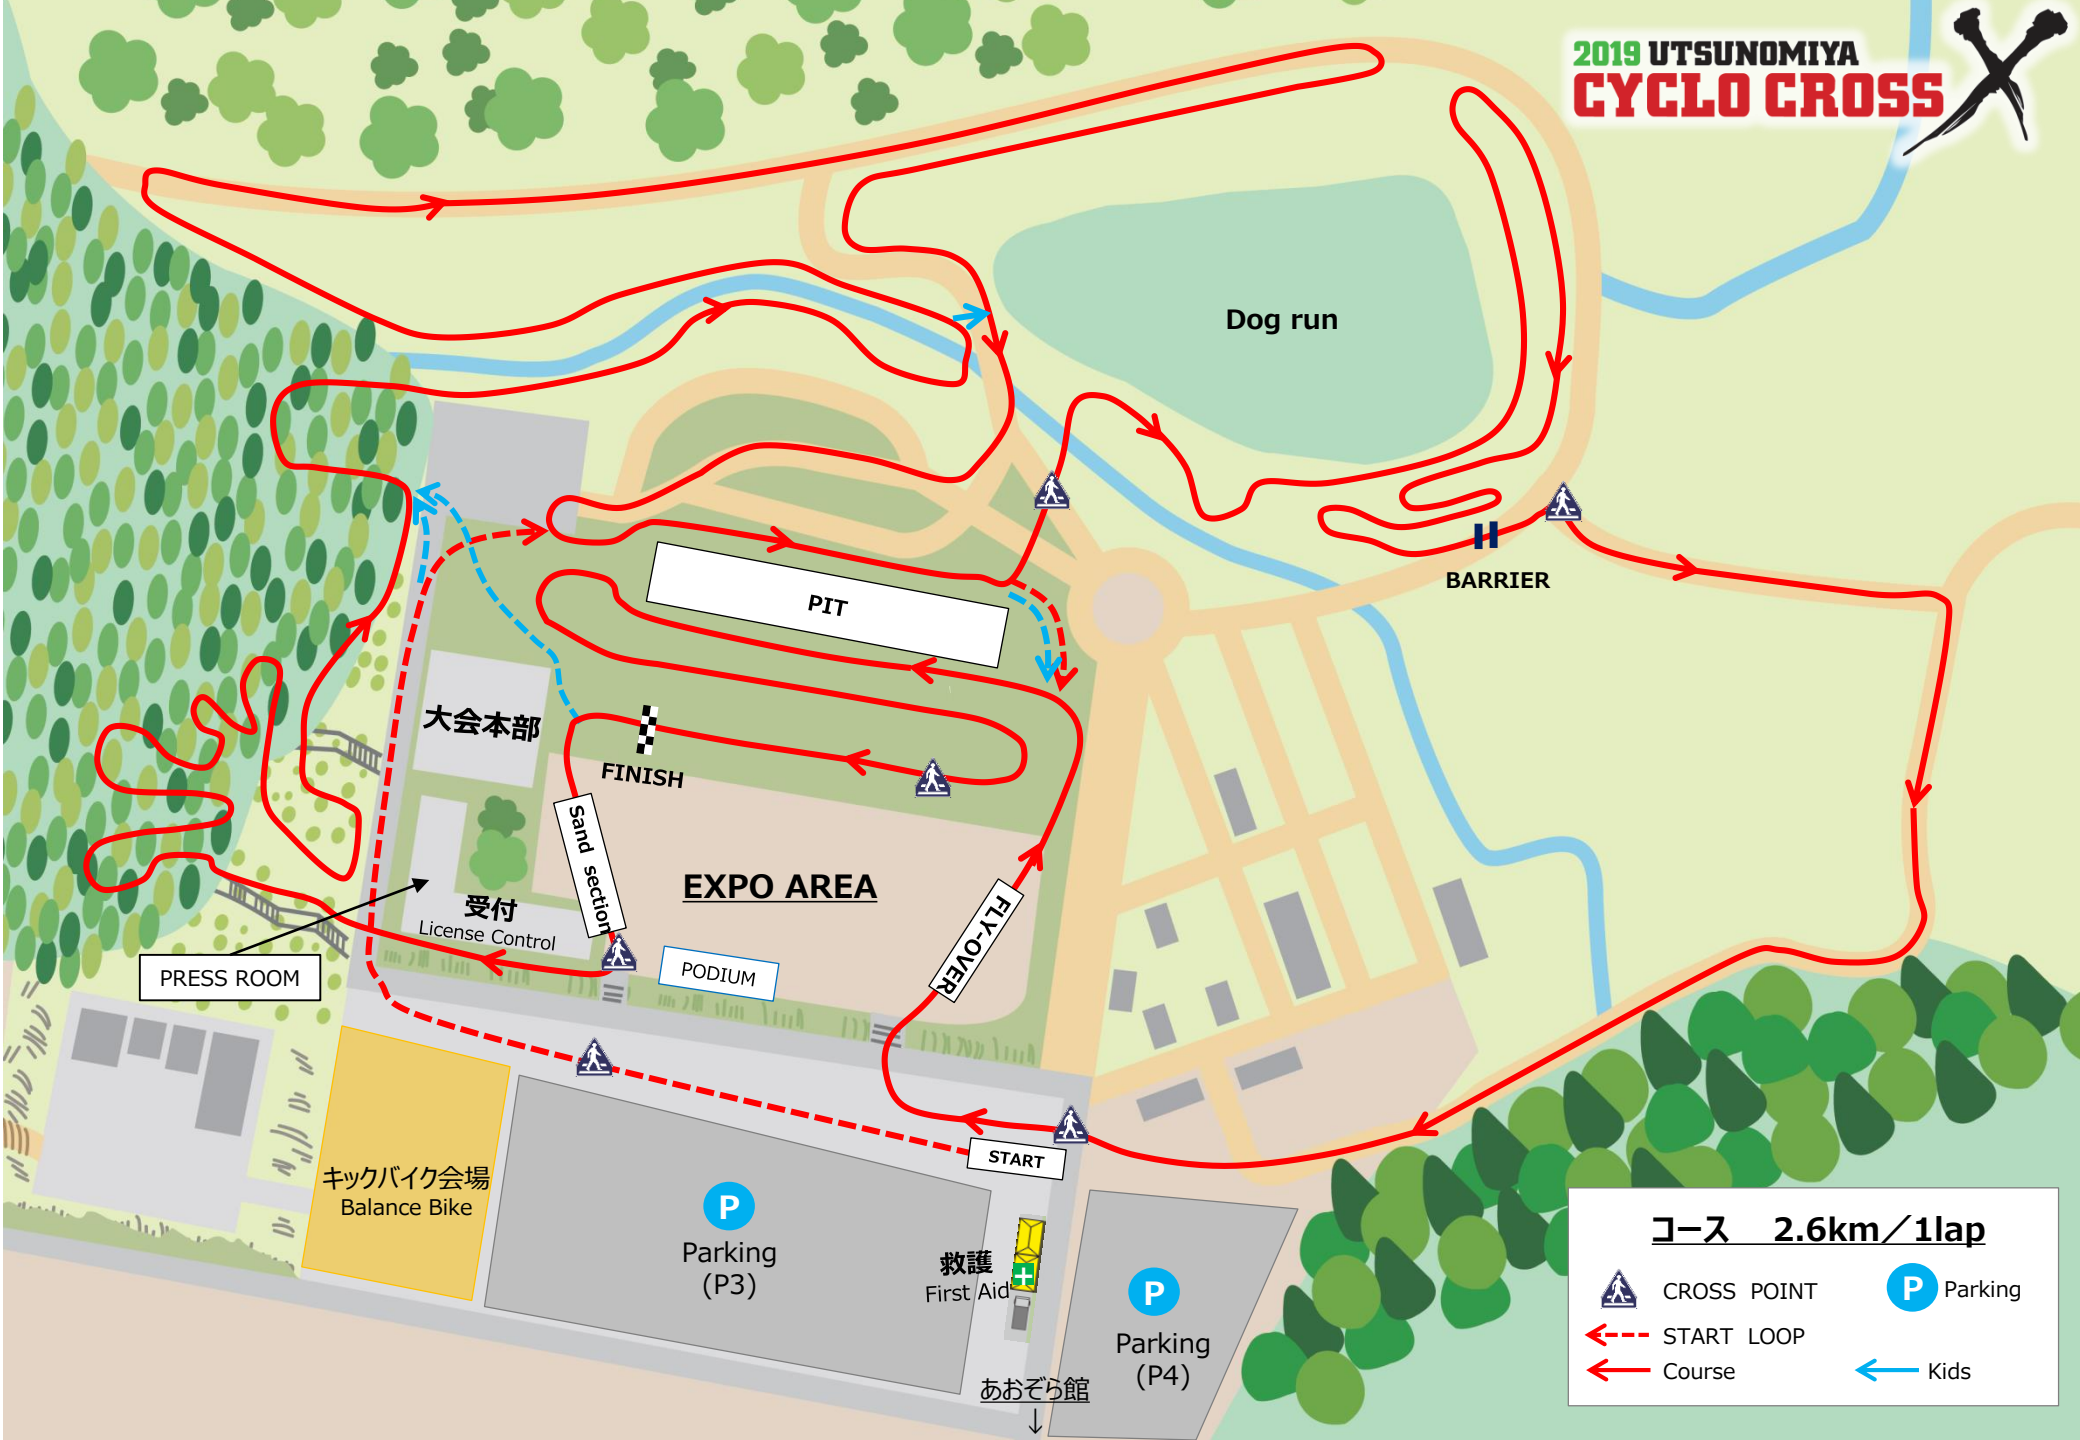 2019 UTSUNOMIYA
CYCLO CROSS
Dog run
BARRIER
PIT
大会本部
FINISH
Sand section
EXPO AREA
FLY-OVER
受付
License Control
PRESS ROOM
PODIUM
START
キックバイク会場
Balance Bike
P
Parking
(P3)
救護
First Aid
P
Parking
(P4)
あおぞら館
↓
コース 2.6km／1lap
CROSS POINT
P Parking
START LOOP
Course
Kids